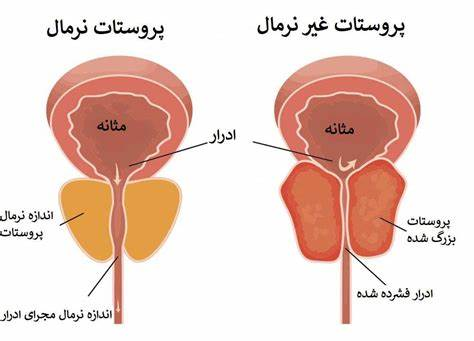 پروستات غیر نرمال
پروستات نرمال
مثانه
ادرار
مثانه
اندازه نرمال
پروستات
پروستات
بزرگ شده
ادرار فشرده شده
اندازه نرمال مجرای ادرار